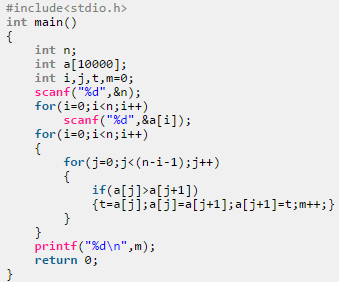 #include<stdio.h>
int main()
{
    int n;
    int a[10000];
    int i,j,t,m=0;
    scanf("%d",&n);
    for(i=0;i<n;i++)
        scanf("%d",&a[i]);
    for(i=0;i<n;i++)
    {
        for(j=0;j<(n-i-1);j++)
        {
            if(a[j]>a[j+1])
            {t=a[j];a[j]=a[j+1];a[j+1]=t;m++;}
        }
    }
    printf("%d\n",m);
    return 0;
}